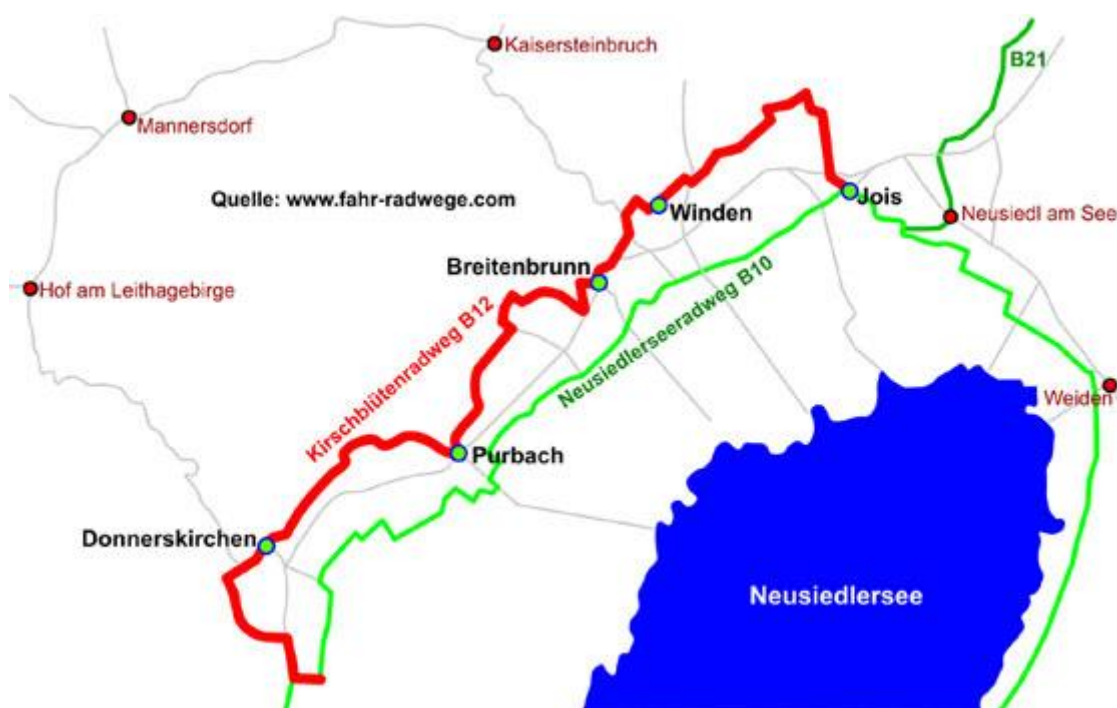 Kaisersteinbruch
B21
Mannersdorf
Quelle: www.fahr-radwege.com
Winden
Jois
Neusiedl am See
Breitenbrunn
Hof am Leithagebirge
Kirschblütenradweg B12
Neusiedlerseeradweg B10
Weiden
Purbach
Donnerskirchen
Neusiedlersee